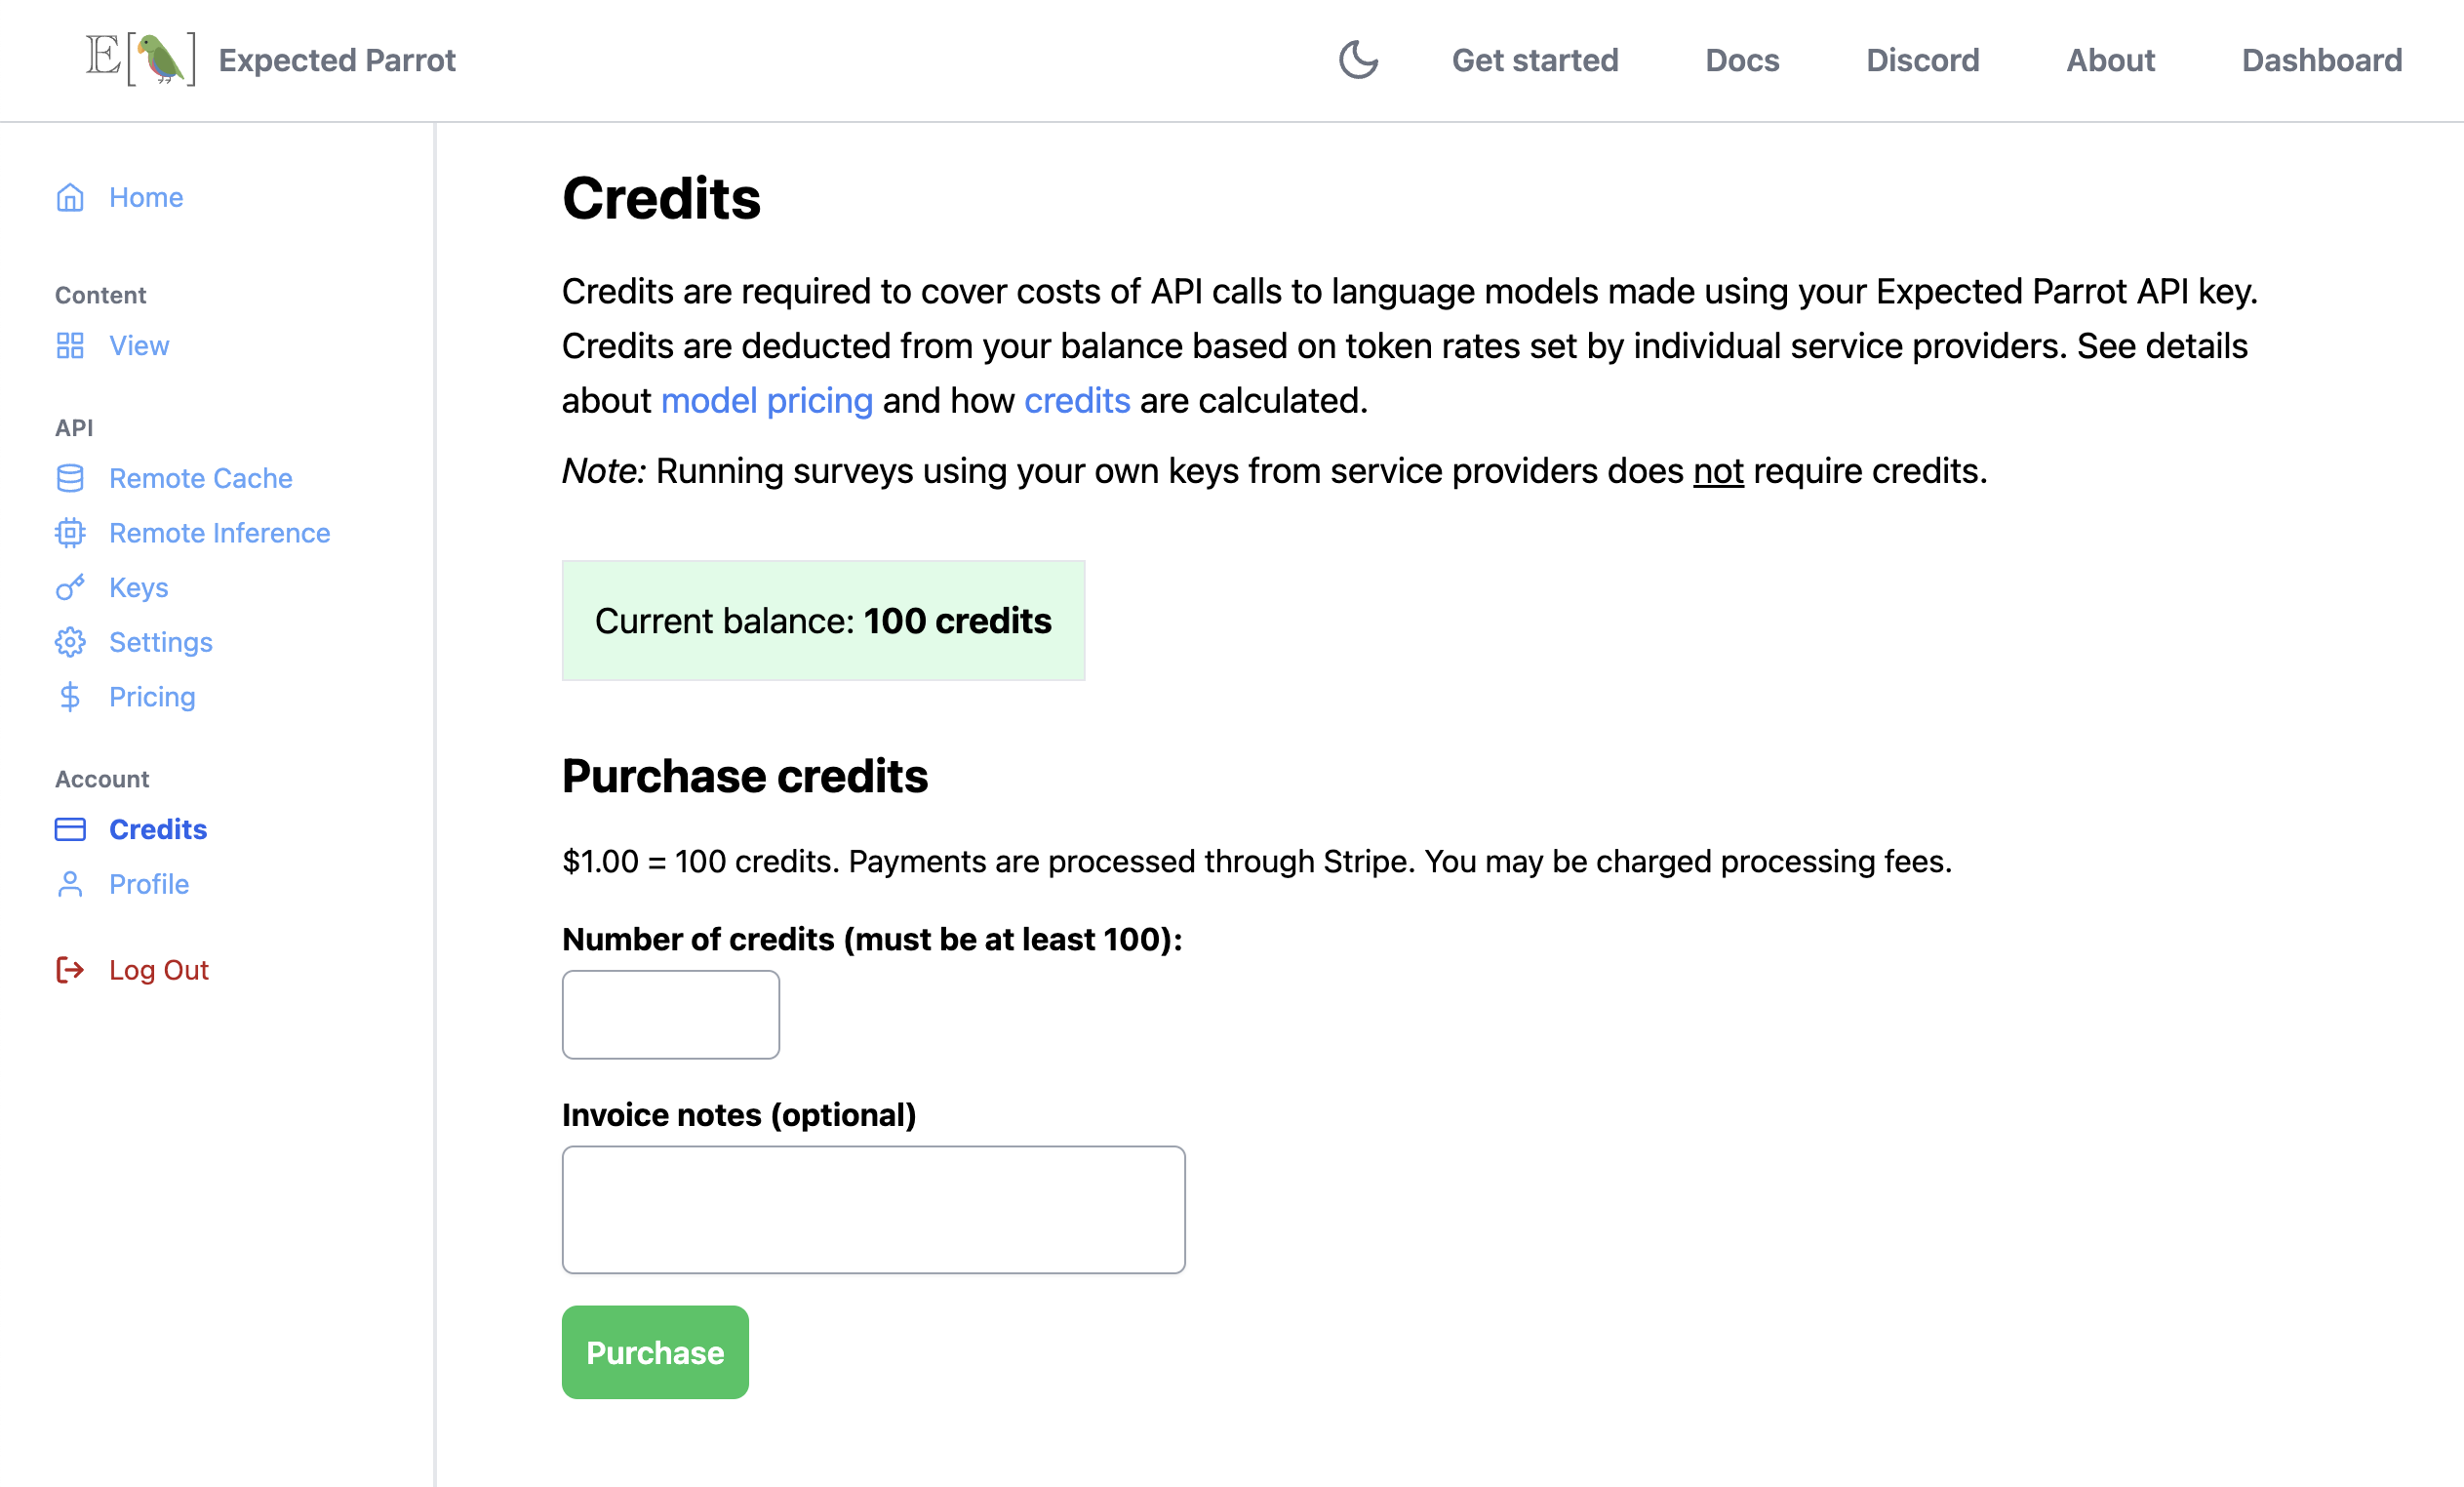 E[🦜] Expected Parrot
Get started
Docs
Discord
About
Dashboard
Home
Content
View
API
Remote Cache
Remote Inference
Keys
Settings
Pricing
Account
Credits
Profile
Log Out
Credits
Credits are required to cover costs of API calls to language models made using your Expected Parrot API key.
Credits are deducted from your balance based on token rates set by individual service providers. See details
about model pricing and how credits are calculated.
Note: Running surveys using your own keys from service providers does not require credits.
Current balance: 100 credits
Purchase credits
$1.00 = 100 credits. Payments are processed through Stripe. You may be charged processing fees.
Number of credits (must be at least 100):
Invoice notes (optional)
Purchase